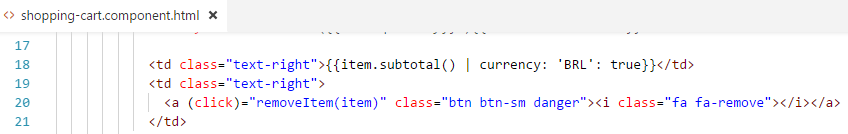 <> shopping-cart.component.html ×
17
18 <td class="text-right">{{item.subtotal() | currency: 'BRL': true}}</td>
19 <td class="text-right">
20 <a (click)="removeItem(item)" class="btn btn-sm danger"><i class="fa fa-remove"></i></a>
21 </td>